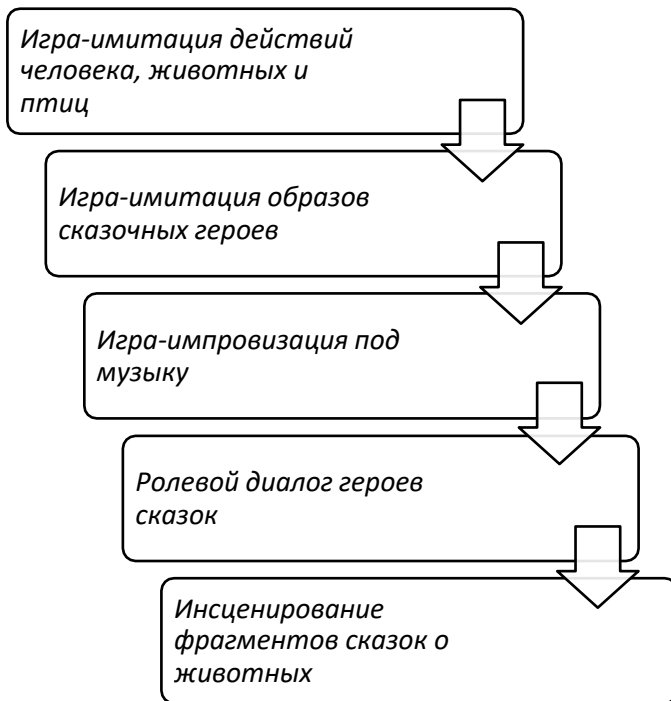 Игра-имитация действий
человека, животных и
птиц
Игра-имитация образов
сказочных героев
Игра-импровизация под
музыку
Ролевой диалог героев
сказок
Инсценирование
фрагментов сказок о
животных